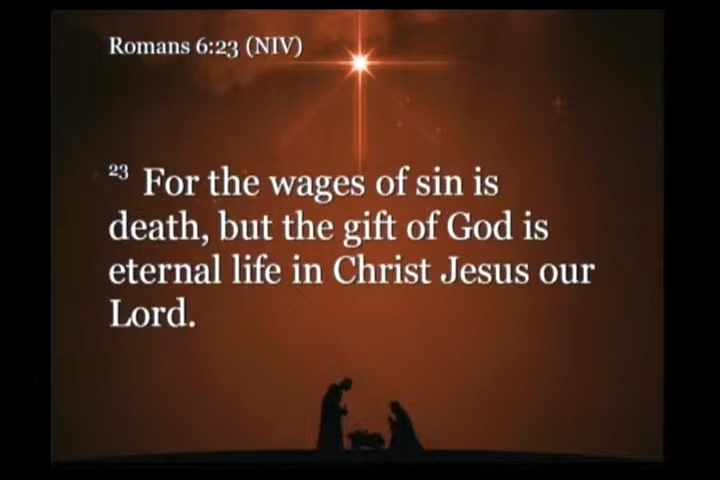 Romans 6:23 (NIV)
23 For the wages of sin is
death, but the gift of God is
eternal life in Christ Jesus our
Lord.